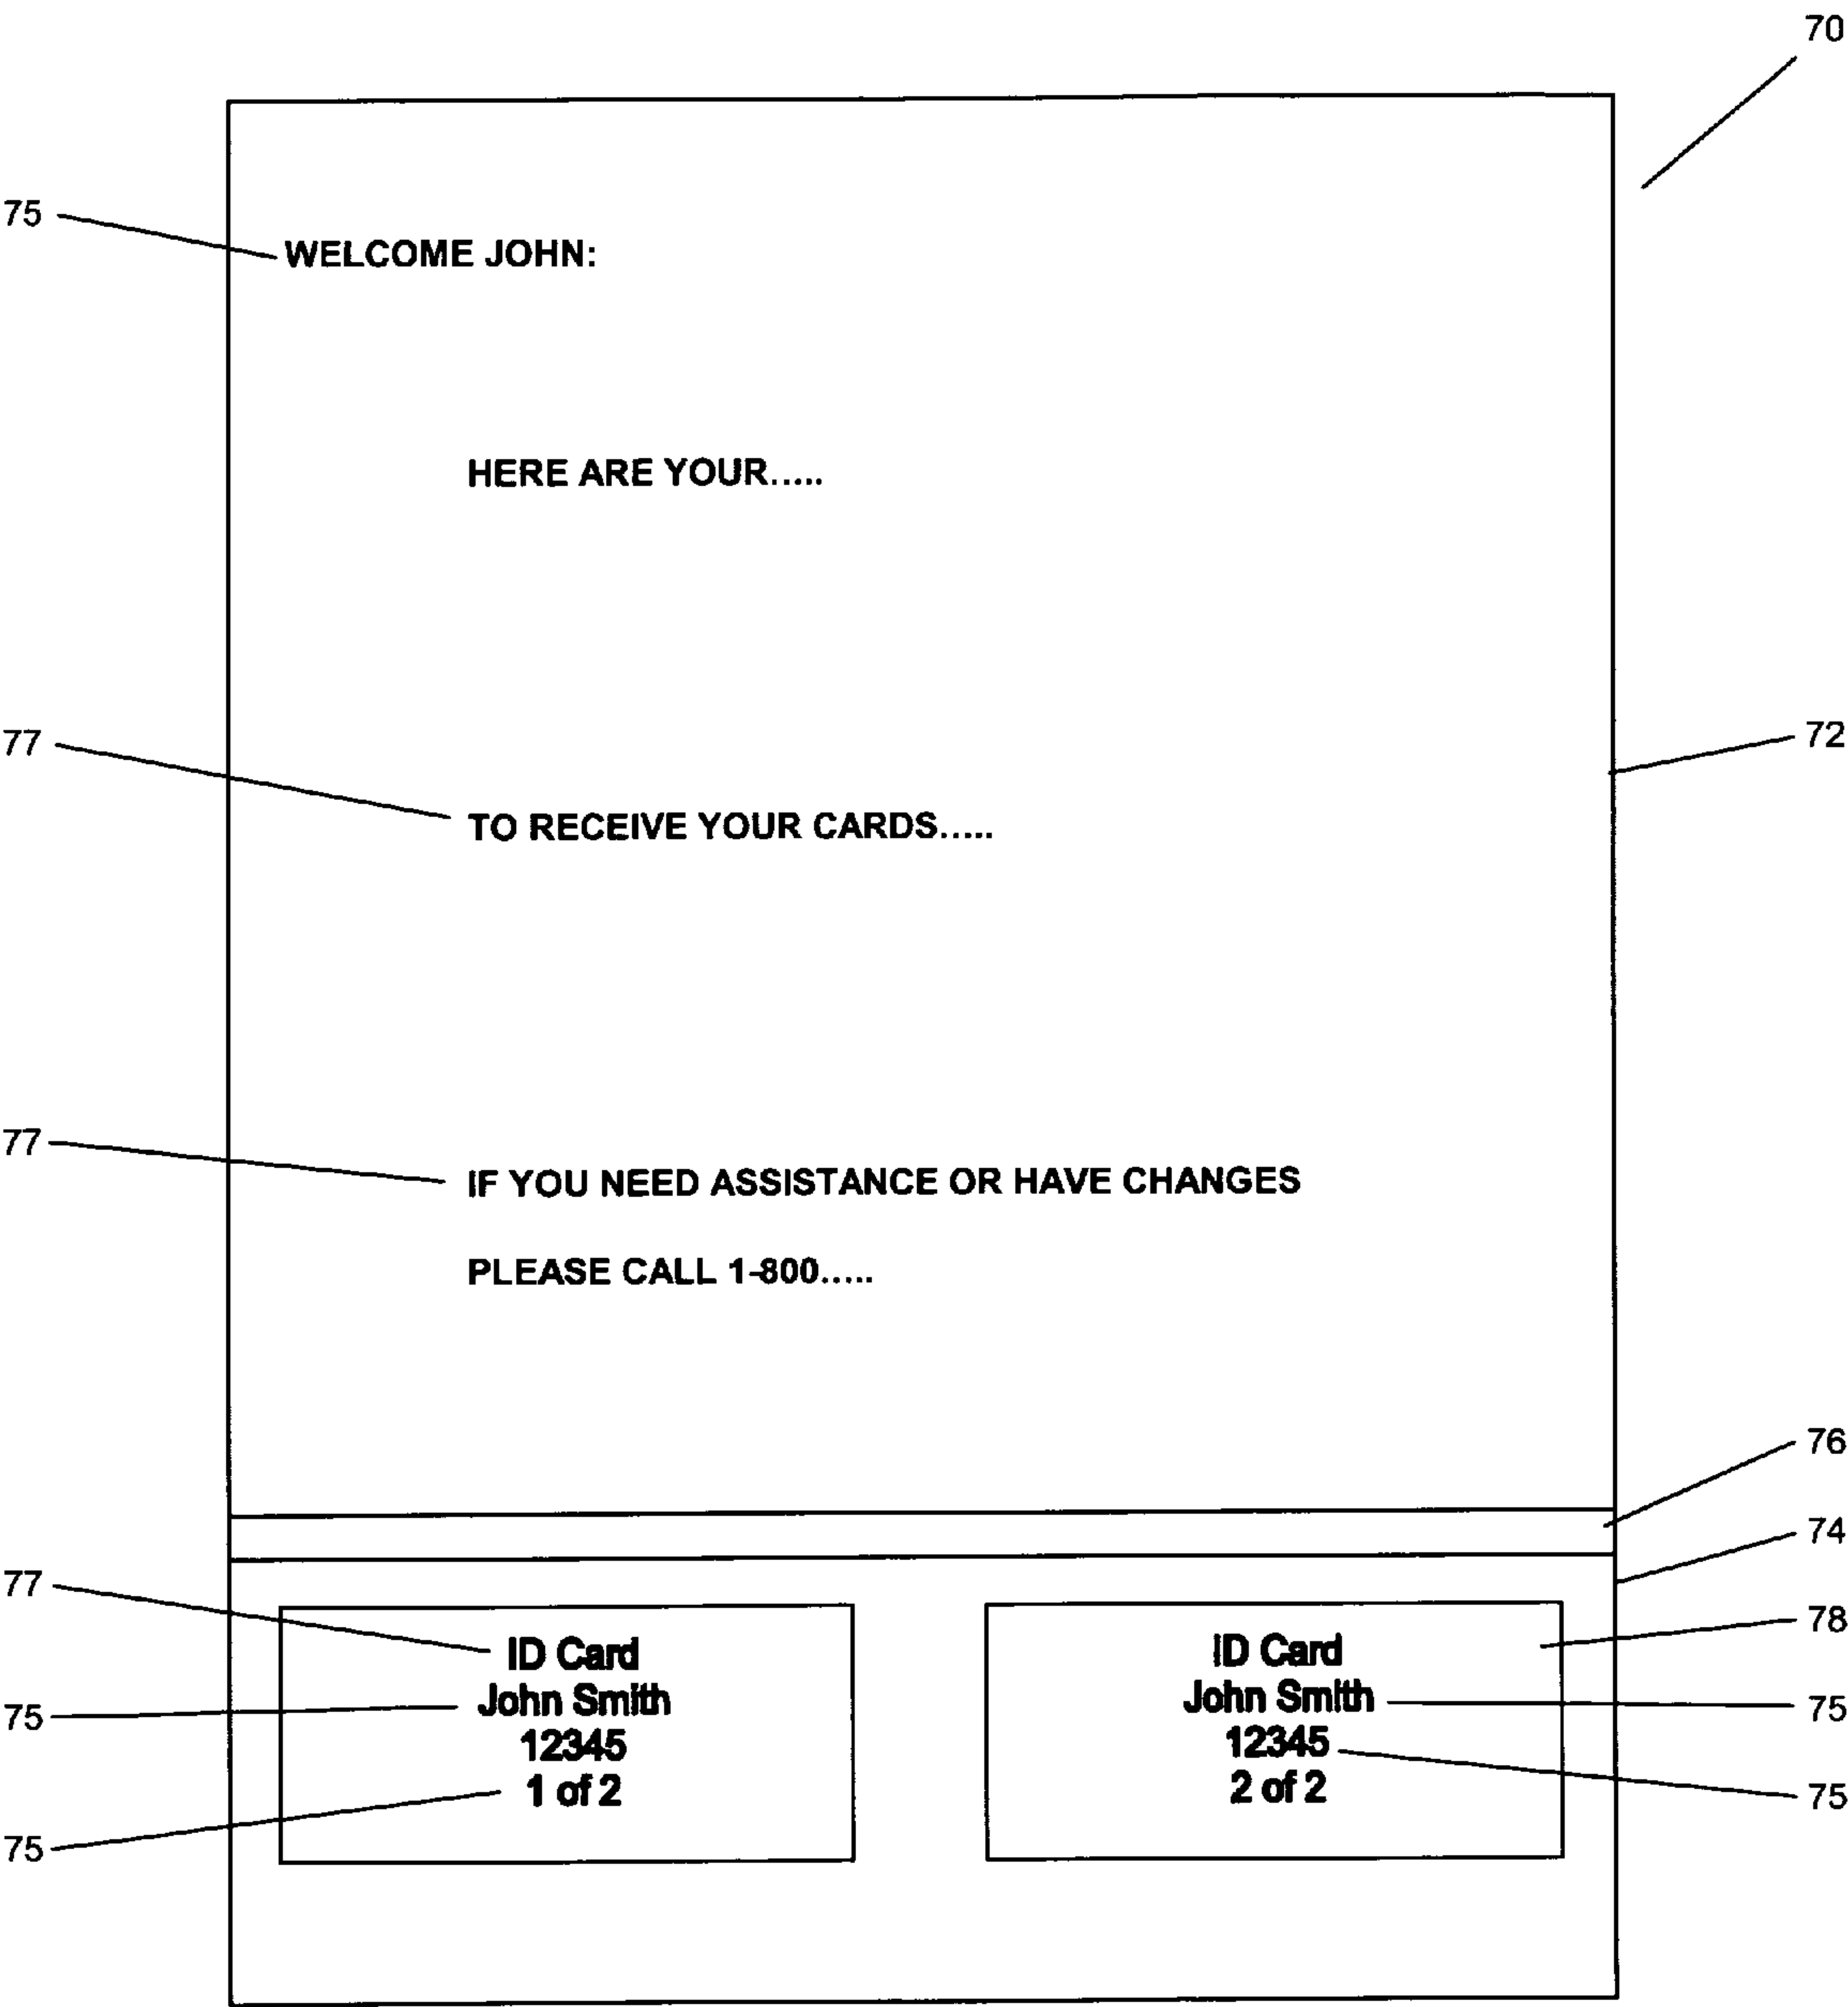 70
75
WELCOME JOHN:
HERE ARE YOUR.....
77
72
TO RECEIVE YOUR CARDS.....
77
IF YOU NEED ASSISTANCE OR HAVE CHANGES
PLEASE CALL 1-800.....
76
74
77
78
ID Card
John Smith
12345
1 of 2
ID Card
John Smith
12345
2 of 2
75
75
75
75